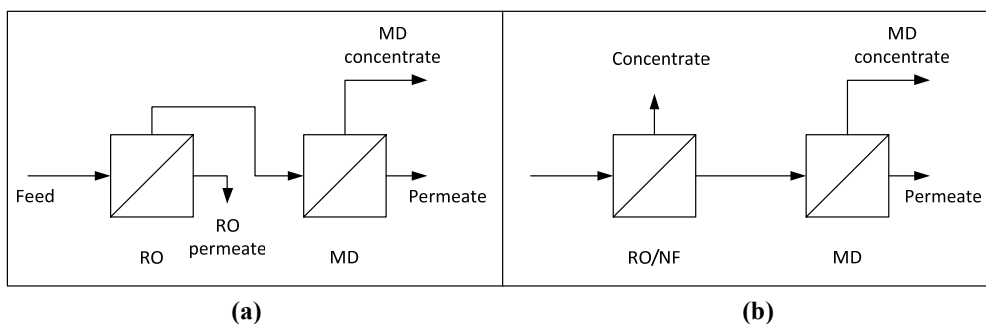 MD
concentrate
Feed
RO
permeate
Permeate
RO
MD
(a)
MD
concentrate
Concentrate
Permeate
RO/NF
MD
(b)